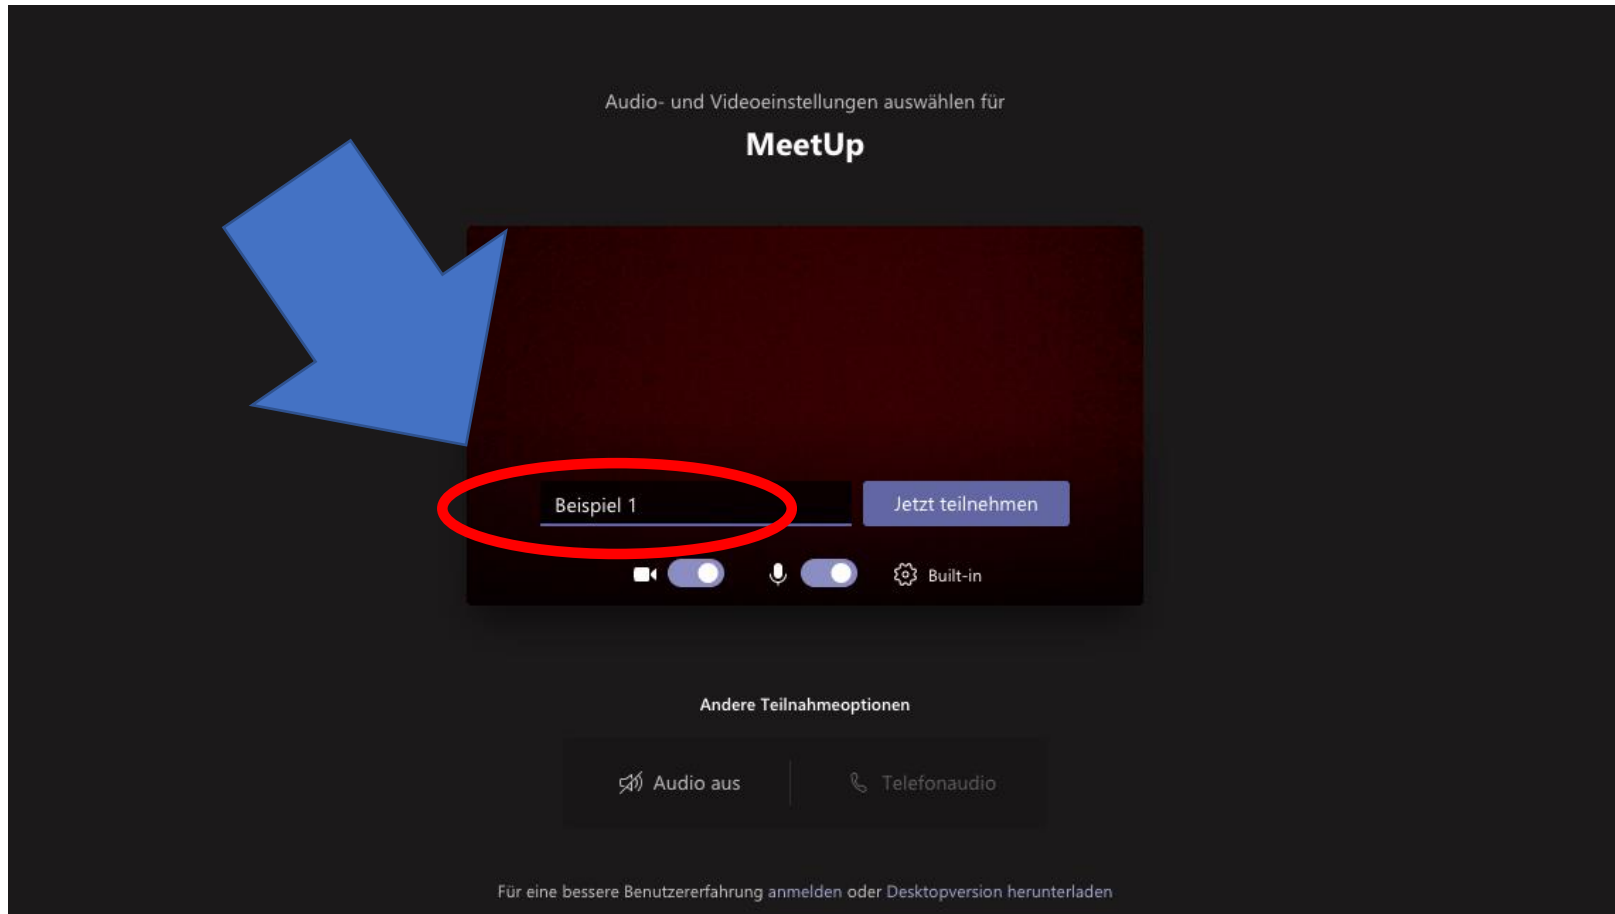 Audio- und Videoeinstellungen auswählen für
MeetUp
Beispiel 1
Jetzt teilnehmen
Built-in
Andere Teilnahmeoptionen
Audio aus
Telefonaudio
Für eine bessere Benutzererfahrung anmelden oder Desktopversion herunterladen